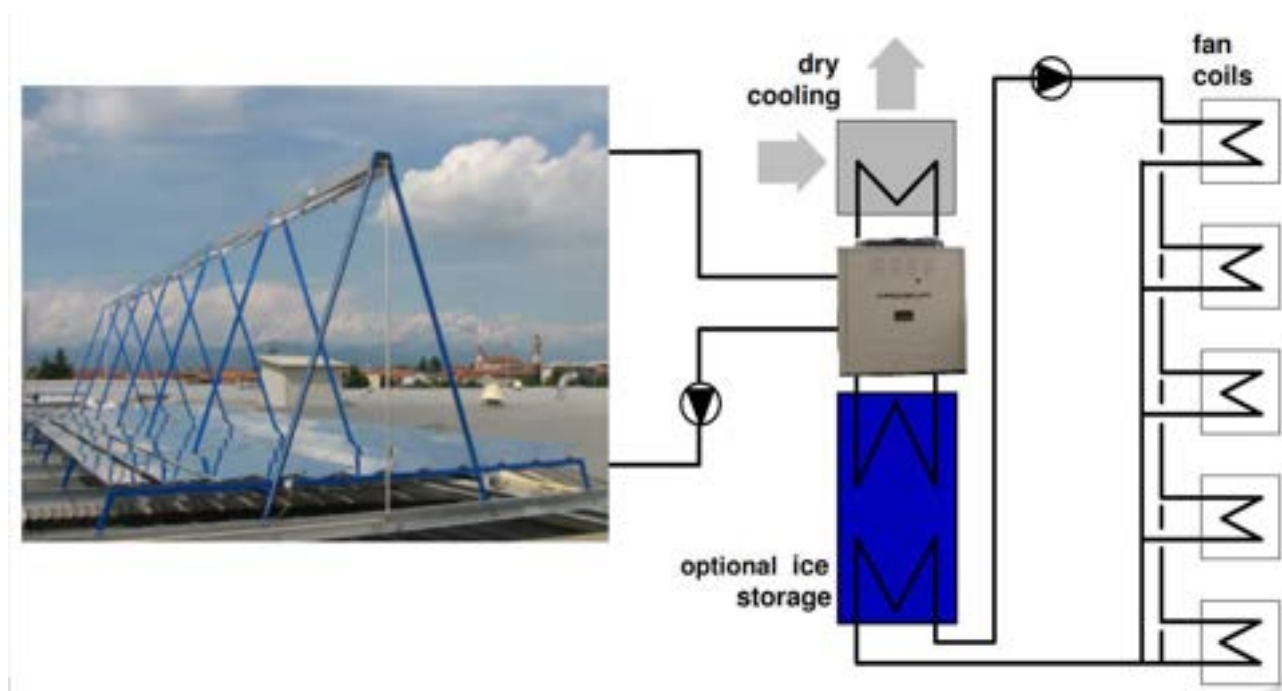 dry
cooling
fan
coils
optional ice
storage